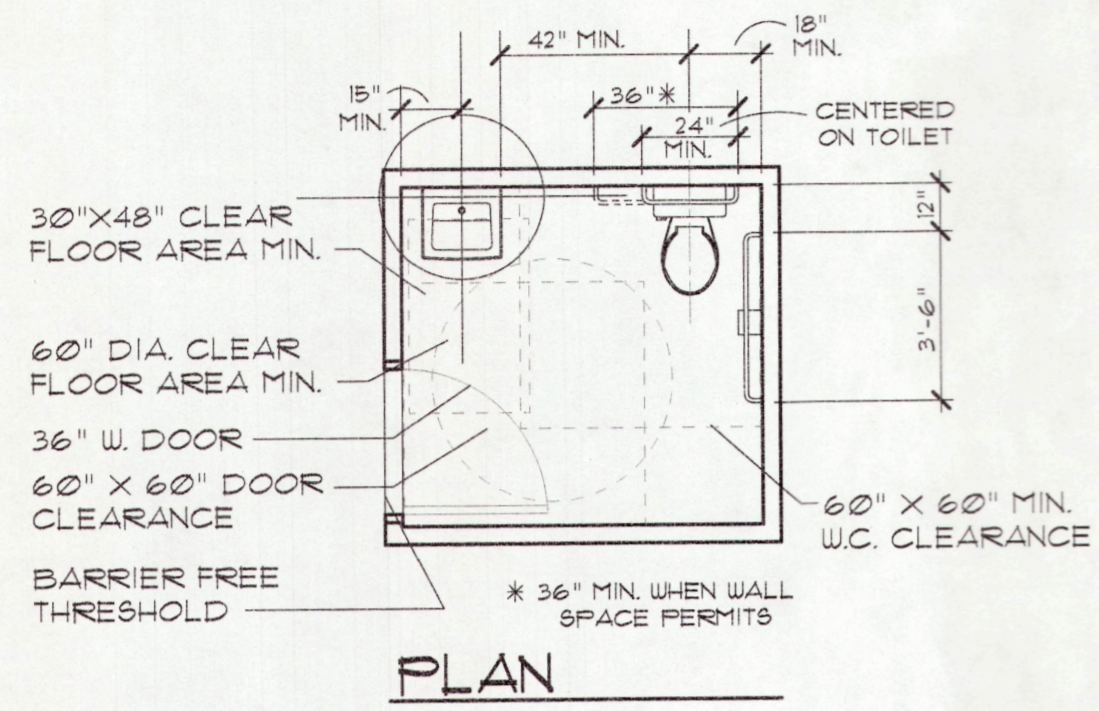 42" MIN.
18"
MIN.
15"
MIN.
36"*
24"
MIN.
CENTERED
ON TOILET
30"X48" CLEAR
FLOOR AREA MIN.
12"
3'-6"
60" DIA. CLEAR
FLOOR AREA MIN.
36" W. DOOR
60" X 60" DOOR
CLEARANCE
60" X 60" MIN.
W.C. CLEARANCE
BARRIER FREE
THRESHOLD
* 36" MIN. WHEN WALL
SPACE PERMITS
PLAN